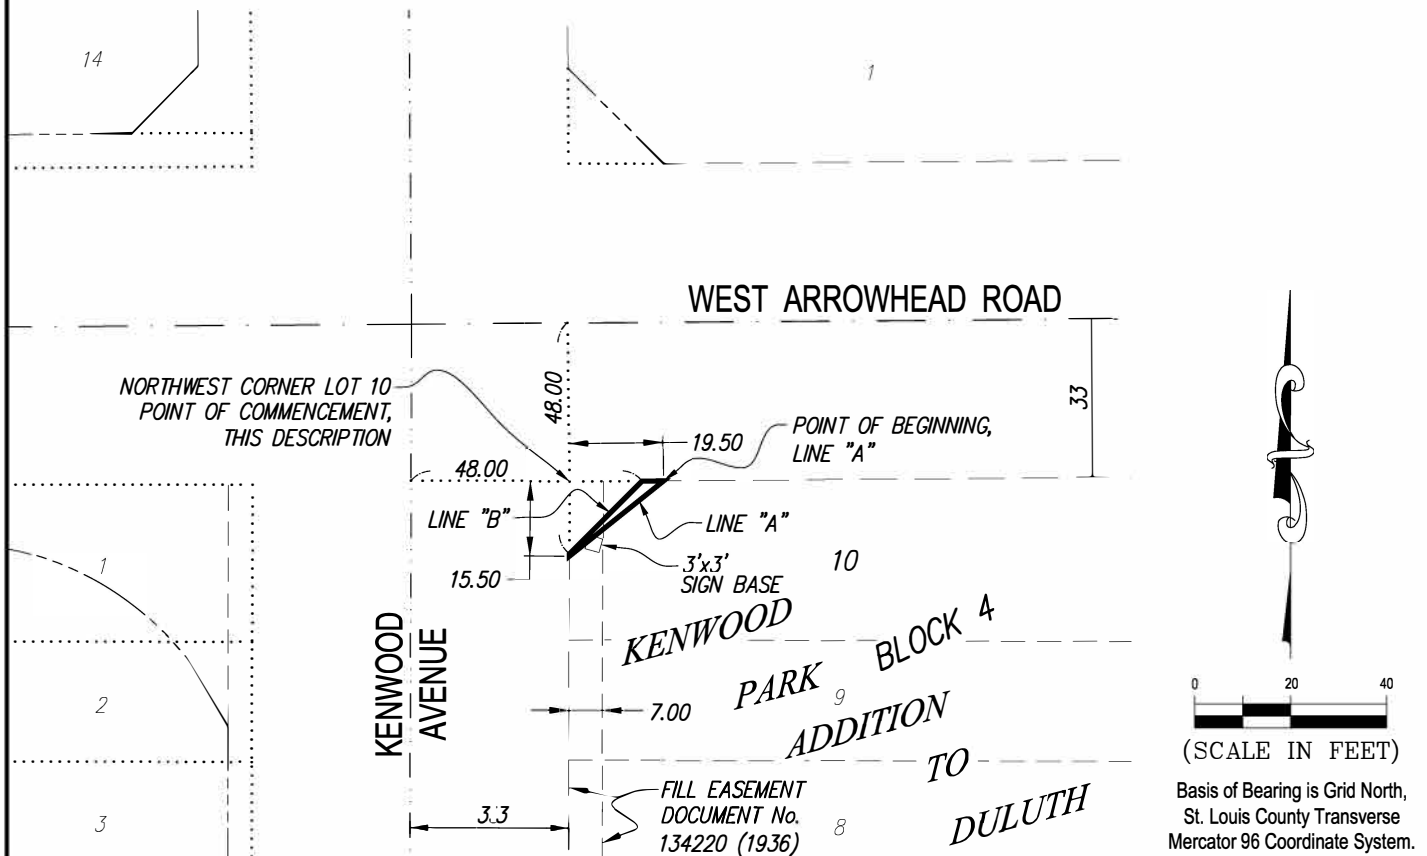 14
1
WEST ARROWHEAD ROAD
NORTHWEST CORNER LOT 10
POINT OF COMMENCEMENT,
THIS DESCRIPTION
48.00
33
19.50
POINT OF BEGINNING,
LINE "A"
48.00
LINE "B"
LINE "A"
15.50
3'x3'
SIGN BASE
10
1
KENWOOD
PARK
ADDITION
TO
DULUTH
BLOCK 4
KENWOOD
AVENUE
2
9
7.00
3
33
FILL EASEMENT
DOCUMENT No.
134220 (1936)
8
0 20 40
(SCALE IN FEET)
Basis of Bearing is Grid North,
St. Louis County Transverse
Mercator 96 Coordinate System.